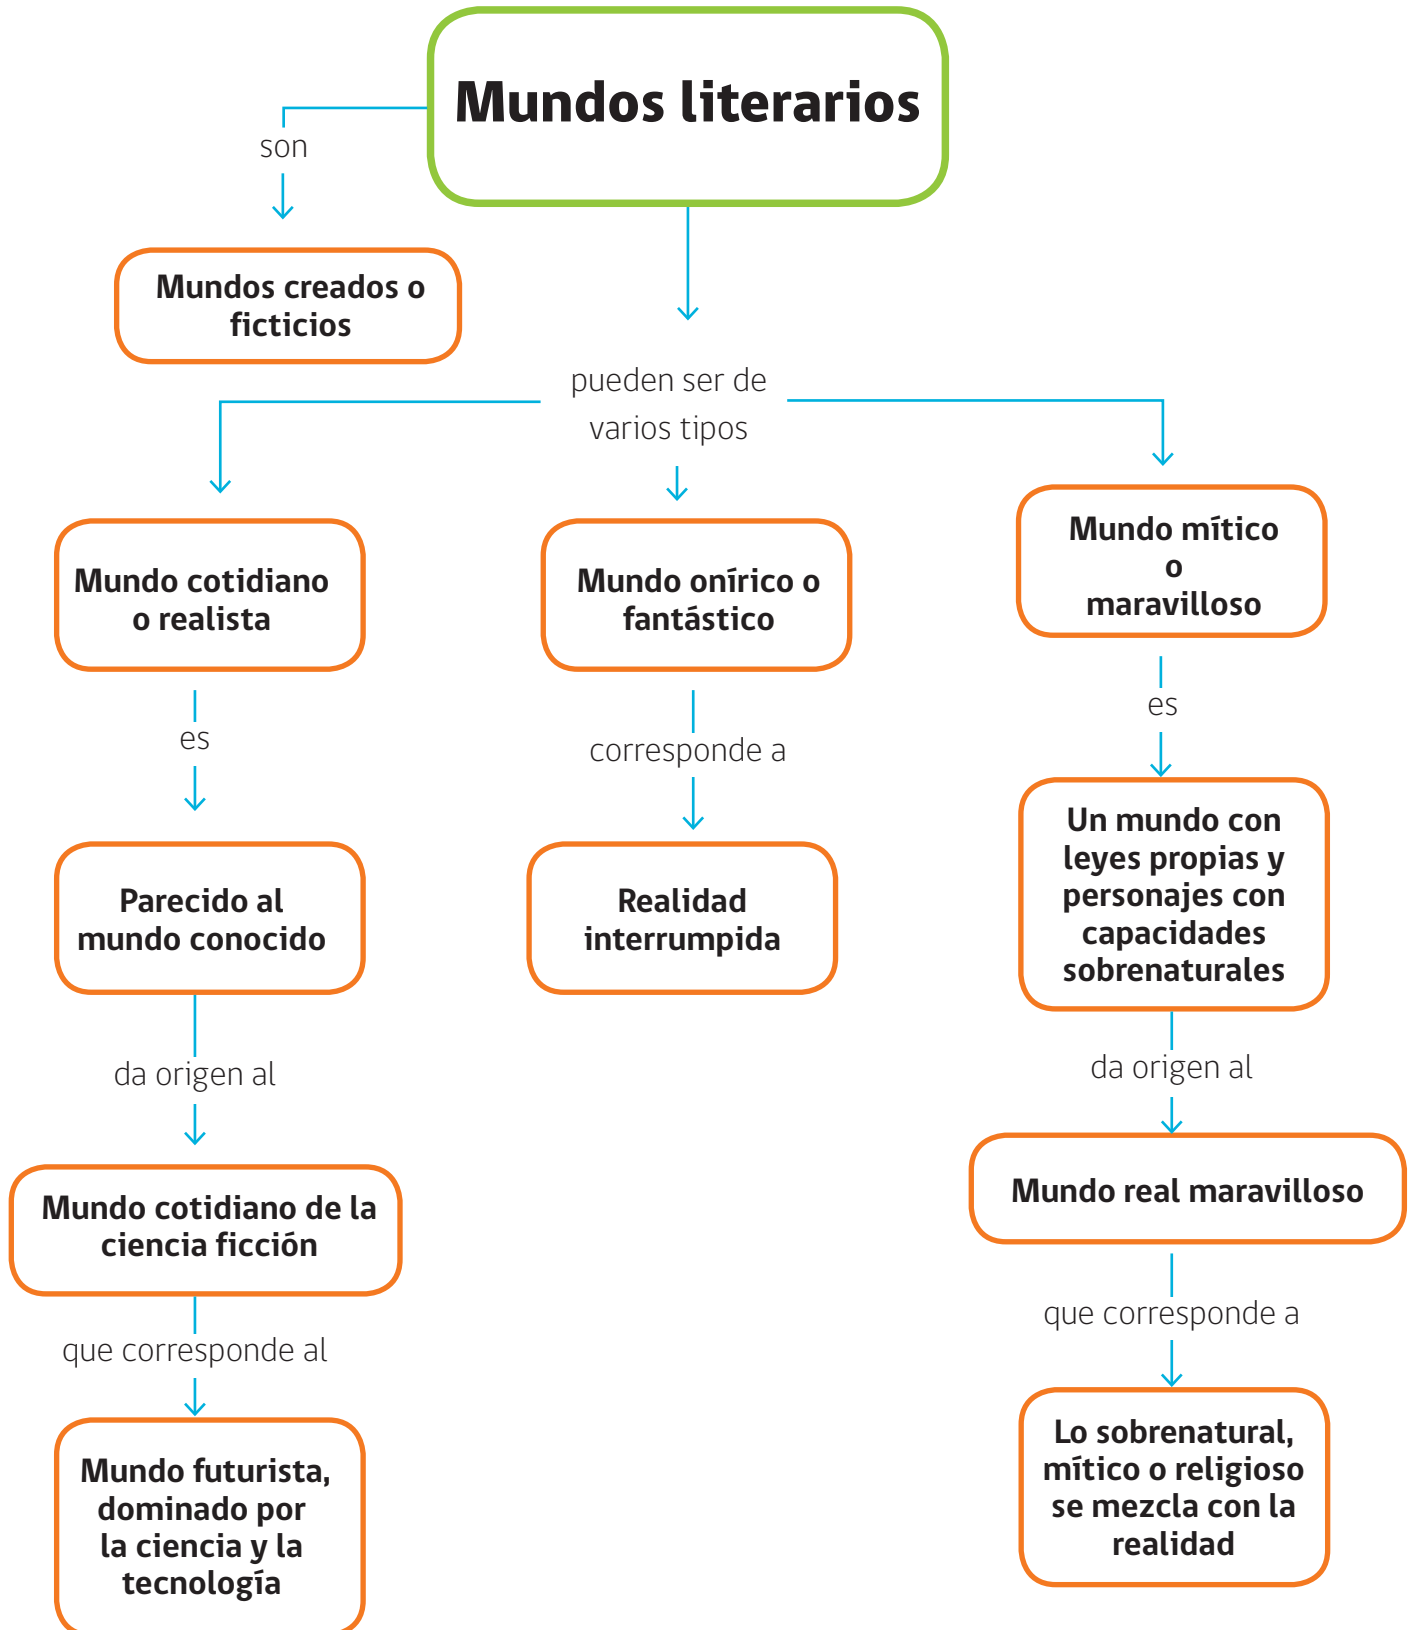 Mundos literarios
son
Mundos creados o
ficticios
pueden ser de
varios tipos
Mundo cotidiano
o realista
es
Parecido al
mundo conocido
da origen al
Mundo cotidiano de la
ciencia ficción
que corresponde al
Mundo futurista,
dominado por
la ciencia y la
tecnología
Mundo onírico o
fantástico
corresponde a
Realidad
interrumpida
Mundo mítico
o
maravilloso
es
Un mundo con
leyes propias y
personajes con
capacidades
sobrenaturales
da origen al
Mundo real maravilloso
que corresponde a
Lo sobrenatural,
mítico o religioso
se mezcla con la
realidad